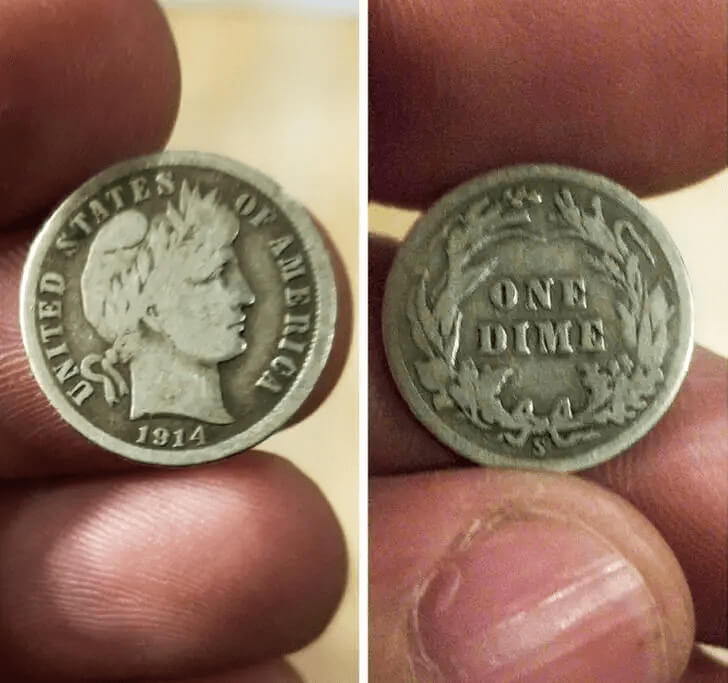 UNITED STATES OF AMERICA
1914
ONE
DIME
S